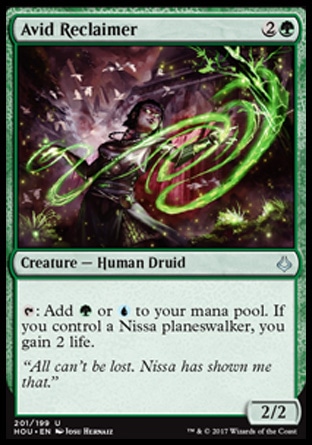 Avid Reclaimer 2
Creature — Human Druid
: Add or to your mana pool. If
you control a Nissa planeswalker, you
gain 2 life.
"All can't be lost. Nissa has shown me
that."
2/2
201/199 U
HOU • EN Josu Hernaiz
™ & © 2017 Wizards of the Coast